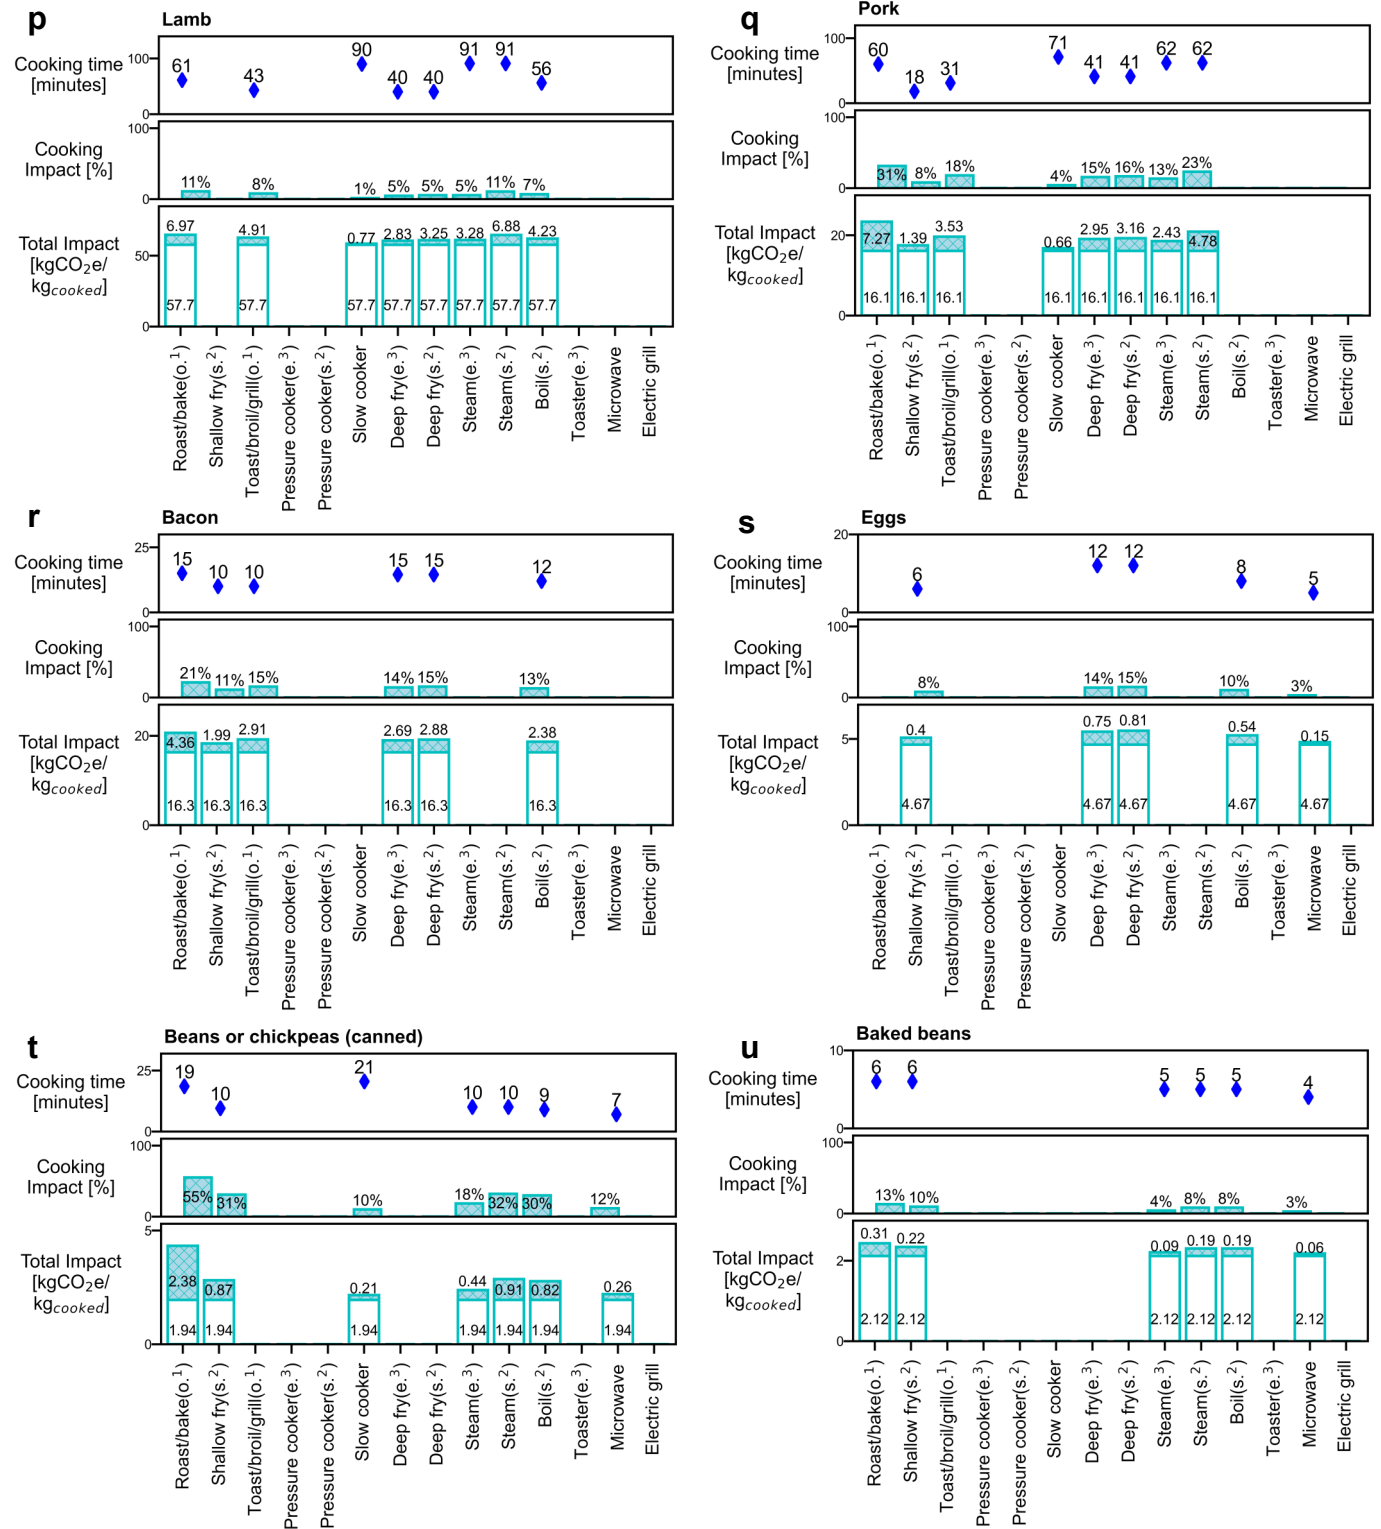 p
Lamb
Cooking time
[minutes]
100
0
61
43
90
40
40
91
91
56
Cooking
Impact [%]
100
0
11%
8%
1%
5%
5%
5%
11%
7%
Total Impact
[kgCO2e/
kgcooked]
50
0
6.97
4.91
0.77
2.83
3.25
3.28
6.88
4.23
57.7
57.7
57.7
57.7
57.7
57.7
57.7
57.7
Roast/bake(o.1)
Shallow fry(s.2)
Toast/broil/grill(o.1)
Pressure cooker(e.3)
Pressure cooker(s.2)
Slow cooker
Deep fry(e.3)
Deep fry(s.2)
Steam(e.3)
Steam(s.2)
Boil(s.2)
Toaster(e.3)
Microwave
Electric grill
q
Pork
Cooking time
[minutes]
100
0
60
18
31
71
41
41
62
62
Cooking
Impact [%]
100
0
31%
8%
18%
4%
15%
16%
13%
23%
Total Impact
[kgCO2e/
kgcooked]
20
0
7.27
1.39
3.53
0.66
2.95
3.16
2.43
4.78
16.1
16.1
16.1
16.1
16.1
16.1
16.1
16.1
Roast/bake(o.1)
Shallow fry(s.2)
Toast/broil/grill(o.1)
Pressure cooker(e.3)
Pressure cooker(s.2)
Slow cooker
Deep fry(e.3)
Deep fry(s.2)
Steam(e.3)
Steam(s.2)
Boil(s.2)
Toaster(e.3)
Microwave
Electric grill
r
Bacon
Cooking time
[minutes]
25
0
15
10
10
15
15
12
Cooking
Impact [%]
100
0
21%
11%
15%
14%
15%
13%
Total Impact
[kgCO2e/
kgcooked]
20
0
4.36
1.99
2.91
2.69
2.88
2.38
16.3
16.3
16.3
16.3
16.3
16.3
Roast/bake(o.1)
Shallow fry(s.2)
Toast/broil/grill(o.1)
Pressure cooker(e.3)
Pressure cooker(s.2)
Slow cooker
Deep fry(e.3)
Deep fry(s.2)
Steam(e.3)
Steam(s.2)
Boil(s.2)
Toaster(e.3)
Microwave
Electric grill
s
Eggs
Cooking time
[minutes]
20
0
6
12
12
8
5
Cooking
Impact [%]
100
0
8%
14%
15%
10%
3%
Total Impact
[kgCO2e/
kgcooked]
5
0
0.4
0.75
0.81
0.54
0.15
4.67
4.67
4.67
4.67
4.67
Roast/bake(o.1)
Shallow fry(s.2)
Toast/broil/grill(o.1)
Pressure cooker(e.3)
Pressure cooker(s.2)
Slow cooker
Deep fry(e.3)
Deep fry(s.2)
Steam(e.3)
Steam(s.2)
Boil(s.2)
Toaster(e.3)
Microwave
Electric grill
t
Beans or chickpeas (canned)
Cooking time
[minutes]
25
0
19
10
21
10
10
9
7
Cooking
Impact [%]
100
0
55%
31%
10%
18%
32%
30%
12%
Total Impact
[kgCO2e/
kgcooked]
5
0
2.38
0.87
0.21
0.44
0.91
0.82
0.26
1.94
1.94
1.94
1.94
1.94
1.94
1.94
Roast/bake(o.1)
Shallow fry(s.2)
Toast/broil/grill(o.1)
Pressure cooker(e.3)
Pressure cooker(s.2)
Slow cooker
Deep fry(e.3)
Deep fry(s.2)
Steam(e.3)
Steam(s.2)
Boil(s.2)
Toaster(e.3)
Microwave
Electric grill
u
Baked beans
Cooking time
[minutes]
10
0
6
6
5
5
5
4
Cooking
Impact [%]
100
0
13%
10%
4%
8%
8%
3%
Total Impact
[kgCO2e/
kgcooked]
2
0
0.31
0.22
0.09
0.19
0.19
0.06
2.12
2.12
2.12
2.12
2.12
2.12
Roast/bake(o.1)
Shallow fry(s.2)
Toast/broil/grill(o.1)
Pressure cooker(e.3)
Pressure cooker(s.2)
Slow cooker
Deep fry(e.3)
Deep fry(s.2)
Steam(e.3)
Steam(s.2)
Boil(s.2)
Toaster(e.3)
Microwave
Electric grill